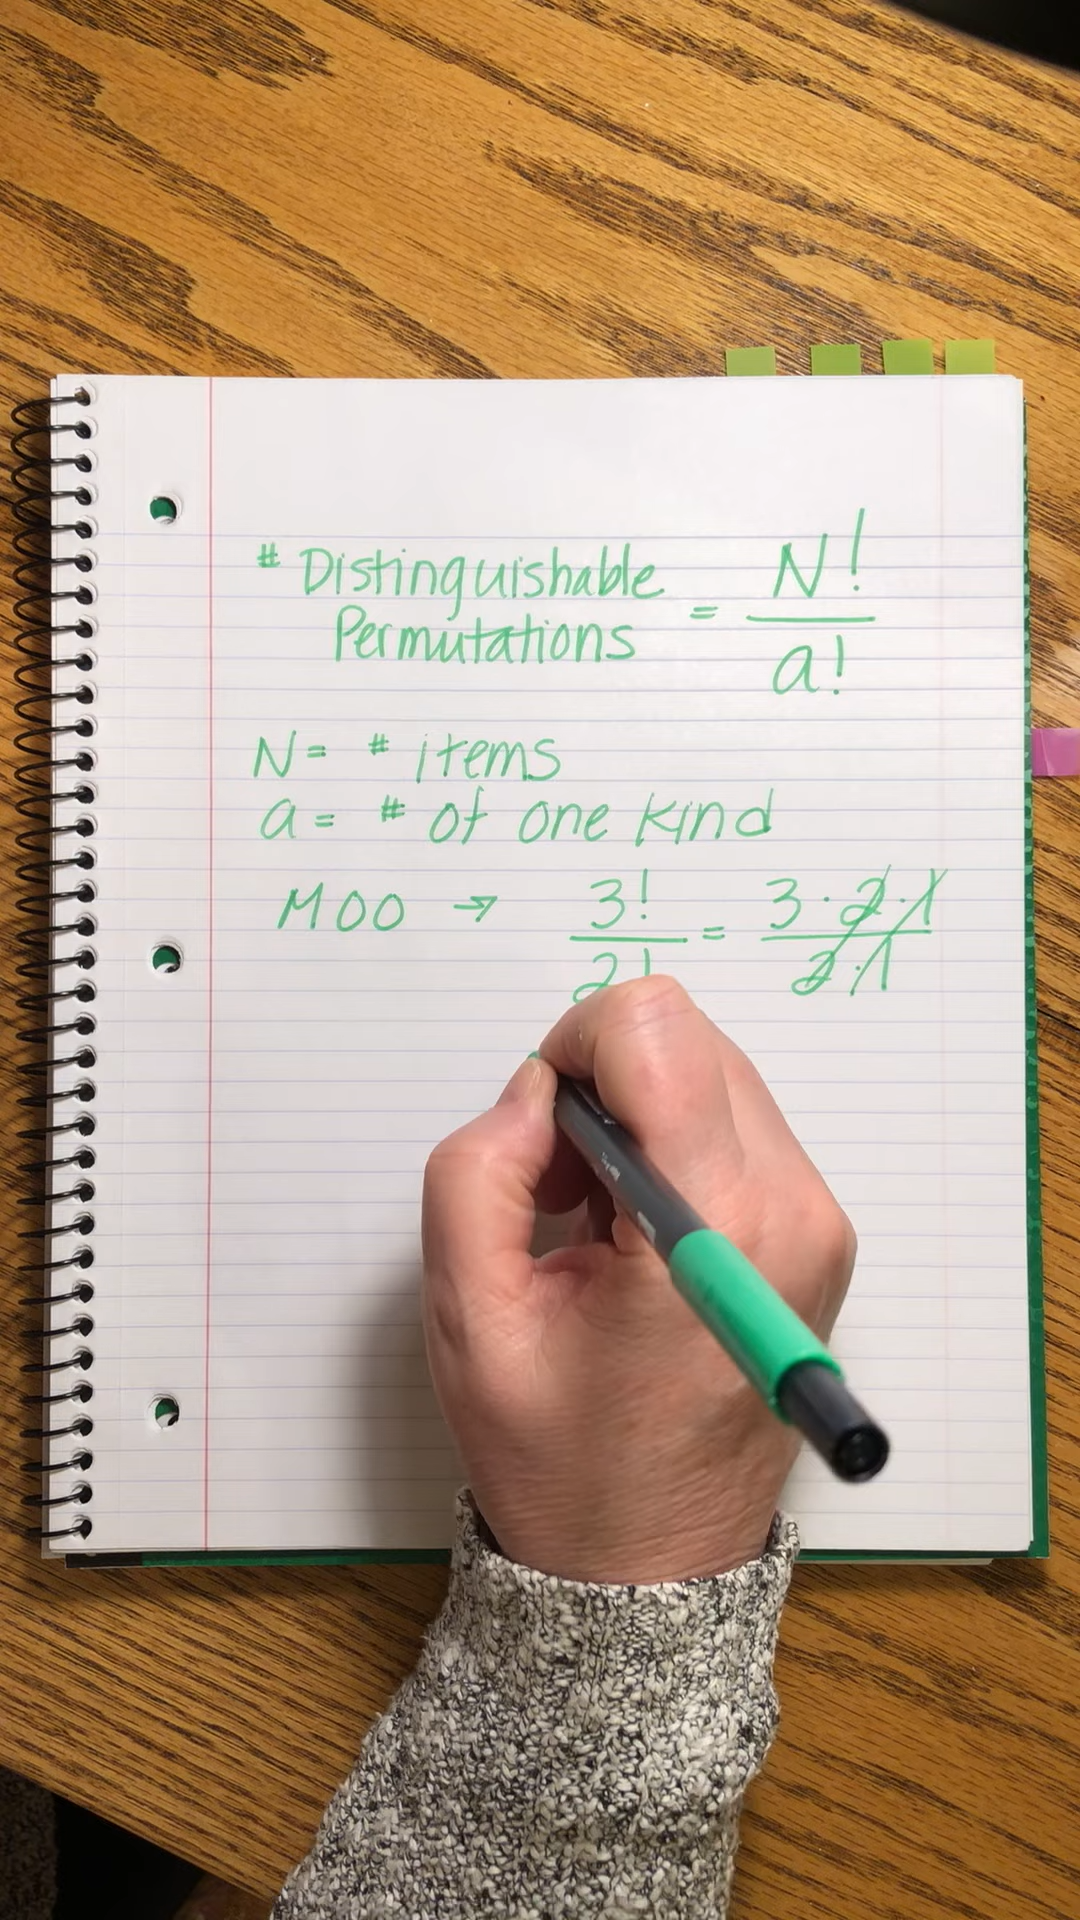 # Distinguishable
Permutations = N!/a!
N = # items
a = # of one kind
MOO → 3!/2! = 3·2·1/2·1